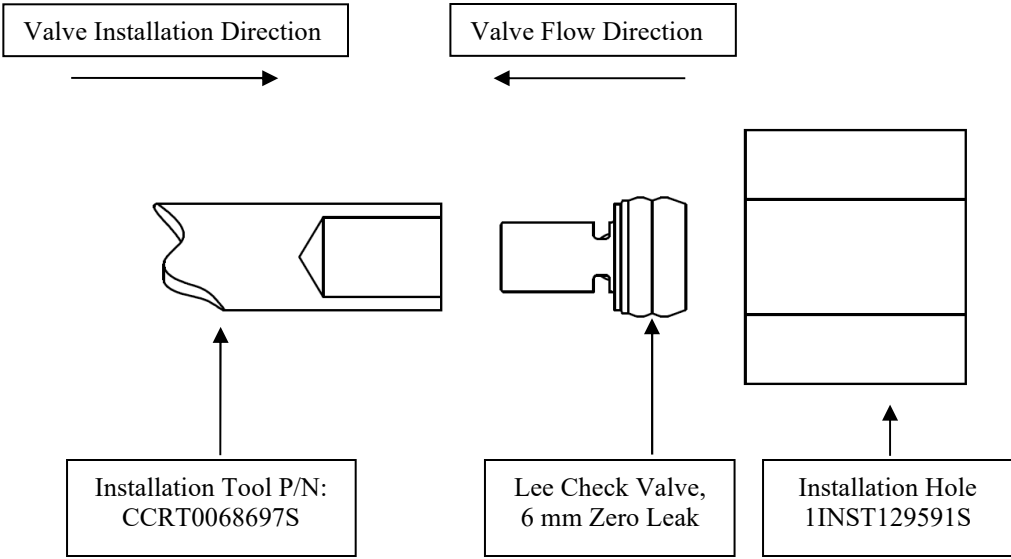 Valve Installation Direction
Valve Flow Direction
Installation Tool P/N:
CCRT0068697S
Lee Check Valve,
6 mm Zero Leak
Installation Hole
1INST129591S